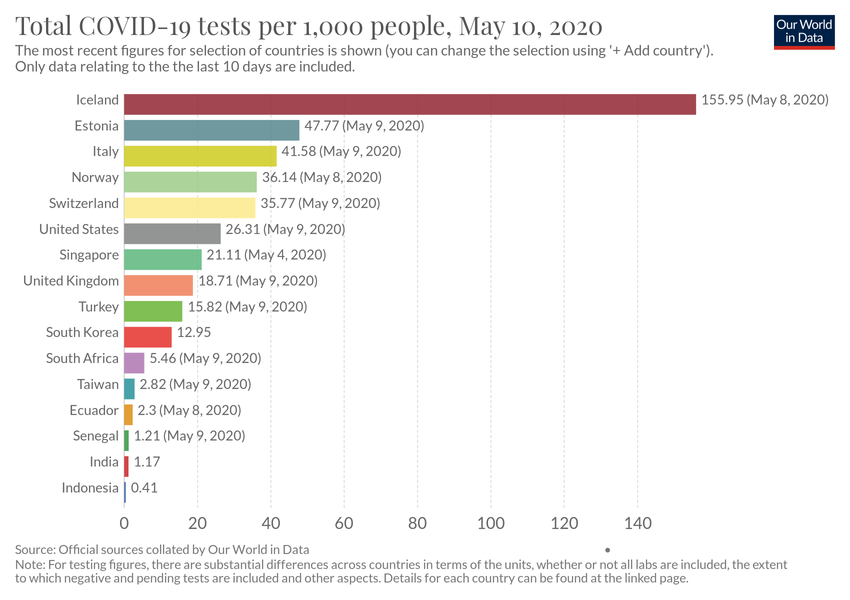 Total COVID-19 tests per 1,000 people, May 10, 2020
Our World
in Data
The most recent figures for selection of countries is shown (you can change the selection using '+ Add country').
Only data relating to the the last 10 days are included.
Iceland 155.95 (May 8, 2020)
Estonia 47.77 (May 9, 2020)
Italy 41.58 (May 9, 2020)
Norway 36.14 (May 8, 2020)
Switzerland 35.77 (May 9, 2020)
United States 26.31 (May 9, 2020)
Singapore 21.11 (May 4, 2020)
United Kingdom 18.71 (May 9, 2020)
Turkey 15.82 (May 9, 2020)
South Korea 12.95
South Africa 5.46 (May 9, 2020)
Taiwan 2.82 (May 9, 2020)
Ecuador 2.3 (May 8, 2020)
Senegal 1.21 (May 9, 2020)
India 1.17
Indonesia 0.41
0 20 40 60 80 100 120 140
Source: Official sources collated by Our World in Data •
Note: For testing figures, there are substantial differences across countries in terms of the units, whether or not all labs are included, the extent
to which negative and pending tests are included and other aspects. Details for each country can be found at the linked page.